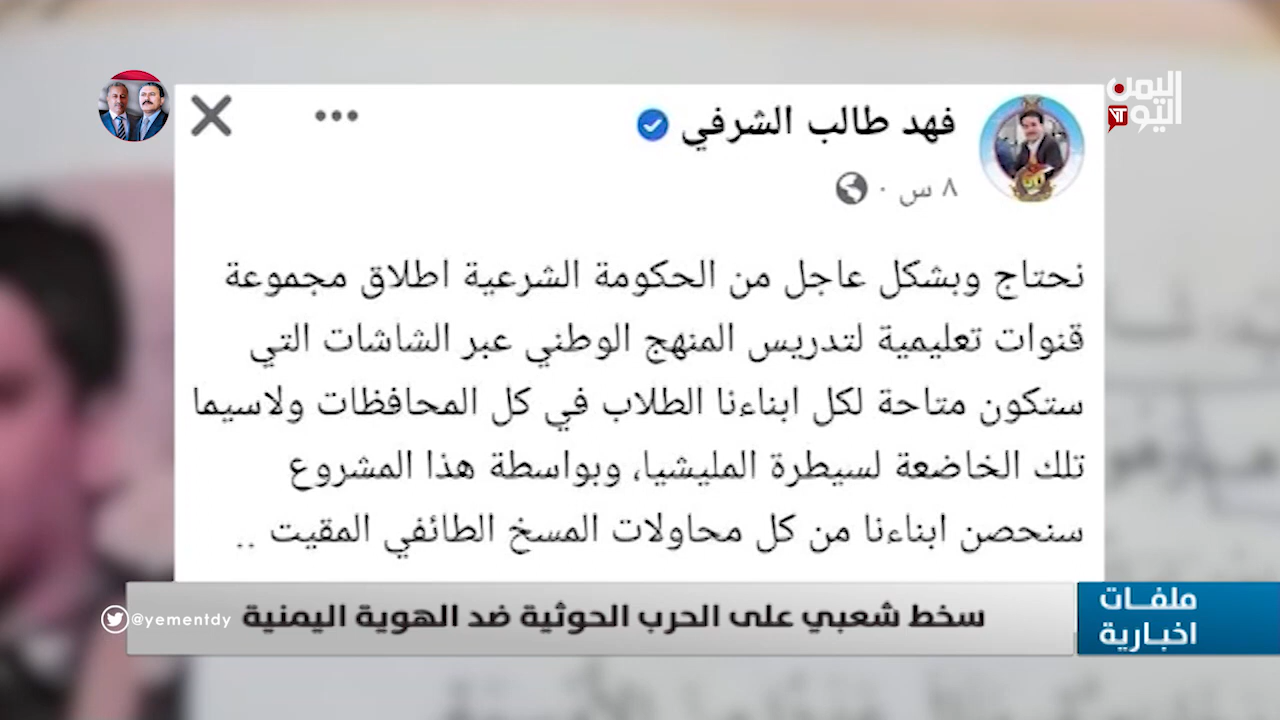 اليمن
اليوم
فهد طالب الشرفي
٨ س ·
نحتاج وبشكل عاجل من الحكومة الشرعية اطلاق مجموعة
قنوات تعليمية لتدريس المنهج الوطني عبر الشاشات التي
ستكون متاحة لكل ابناءنا الطلاب في كل المحافظات ولاسيما
تلك الخاضعة لسيطرة المليشيا، وبواسطة هذا المشروع
سنحصن ابناءنا من كل محاولات المسخ الطائفي المقيت ..
ملفات
اخبارية
سخط شعبي على الحرب الحوثية ضد الهوية اليمنية
@yementdy